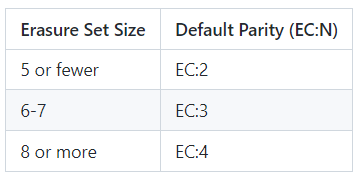 Erasure Set Size Default Parity (EC:N)
5 or fewer EC:2
6-7 EC:3
8 or more EC:4